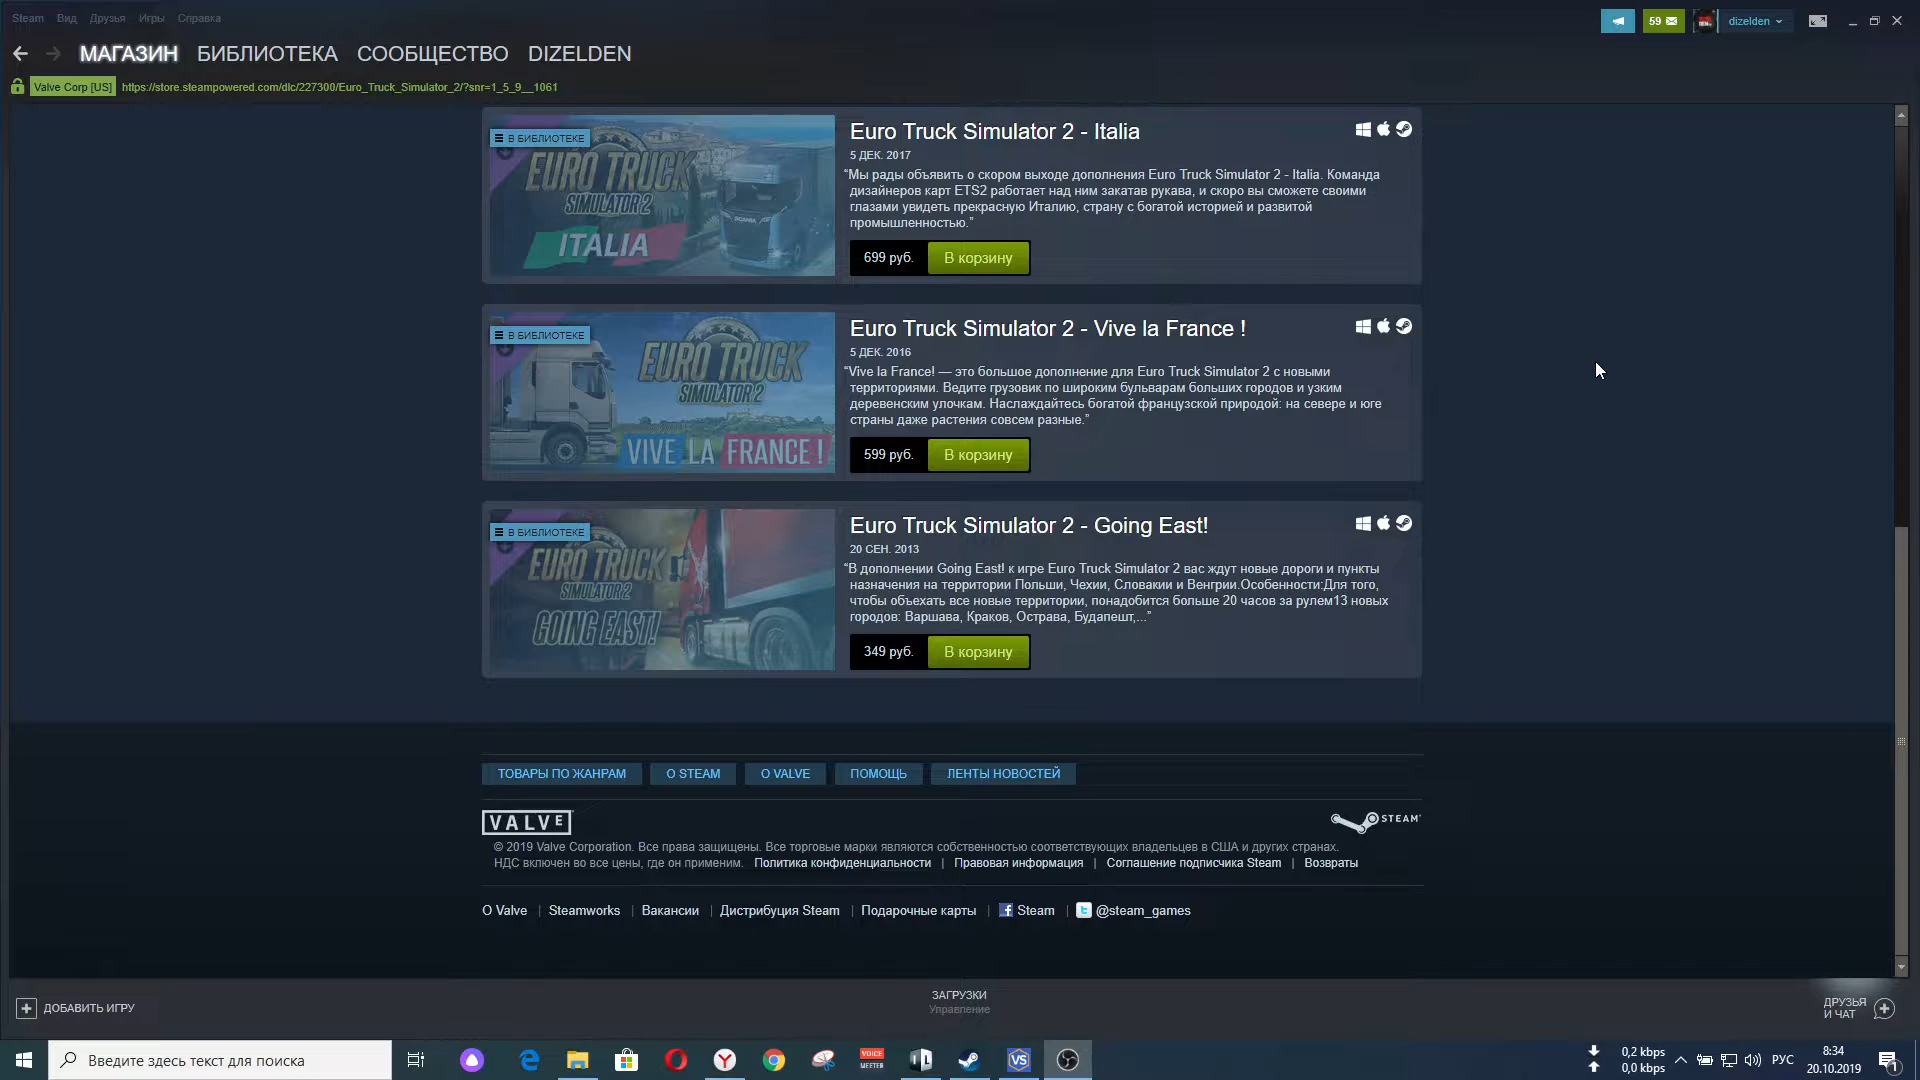 Steam Вид Друзья Игры Справка
59 dizelden
МАГАЗИН БИБЛИОТЕКА СООБЩЕСТВО DIZELDEN
Valve Corp [US] https://store.steampowered.com/dlc/227300/Euro_Truck_Simulator_2/?snr=1_5_9__1061
В БИБЛИОТЕКЕ
EURO TRUCK
SIMULATOR 2
ITALIA
SCANIA
Euro Truck Simulator 2 - Italia
5 ДЕК. 2017
“Мы рады объявить о скором выходе дополнения Euro Truck Simulator 2 - Italia. Команда
дизайнеров карт ETS2 работает над ним закатав рукава, и скоро вы сможете своими
глазами увидеть прекрасную Италию, страну с богатой историей и развитой
промышленностью.”
699 руб. В корзину
В БИБЛИОТЕКЕ
EURO TRUCK
SIMULATOR 2
VIVE LA FRANCE !
Euro Truck Simulator 2 - Vive la France !
5 ДЕК. 2016
“Vive la France! — это большое дополнение для Euro Truck Simulator 2 с новыми
территориями. Ведите грузовик по широким бульварам больших городов и узким
деревенским улочкам. Наслаждайтесь богатой французской природой: на севере и юге
страны даже растения совсем разные.”
599 руб. В корзину
В БИБЛИОТЕКЕ
EURO TRUCK
SIMULATOR 2
GOING EAST!
Euro Truck Simulator 2 - Going East!
20 СЕН. 2013
“В дополнении Going East! к игре Euro Truck Simulator 2 вас ждут новые дороги и пункты
назначения на территории Польши, Чехии, Словакии и Венгрии.Особенности:Для того,
чтобы объехать все новые территории, понадобится больше 20 часов за рулем13 новых
городов: Варшава, Краков, Острава, Будапешт,...”
349 руб. В корзину
ТОВАРЫ ПО ЖАНРАМ О STEAM О VALVE ПОМОЩЬ ЛЕНТЫ НОВОСТЕЙ
VALVE STEAM
© 2019 Valve Corporation. Все права защищены. Все торговые марки являются собственностью соответствующих владельцев в США и других странах.
НДС включен во все цены, где он применим. Политика конфиденциальности | Правовая информация | Соглашение подписчика Steam | Возвраты
О Valve | Steamworks | Вакансии | Дистрибуция Steam | Подарочные карты | Steam | @steam_games
ДОБАВИТЬ ИГРУ
ЗАГРУЗКИ
Управление
ДРУЗЬЯ
И ЧАТ
Введите здесь текст для поиска
VOICE
MEETER
VS
0,2 kbps
0,0 kbps
РУС
8:34
20.10.2019
1